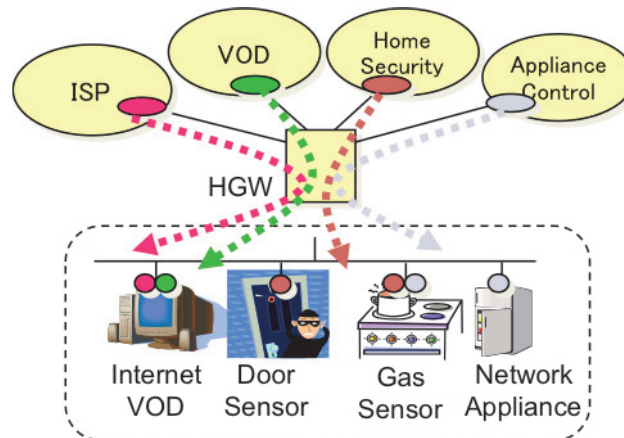 ISP
VOD
Home
Security
Appliance
Control
HGW
Internet
VOD
Door
Sensor
Gas
Sensor
Network
Appliance